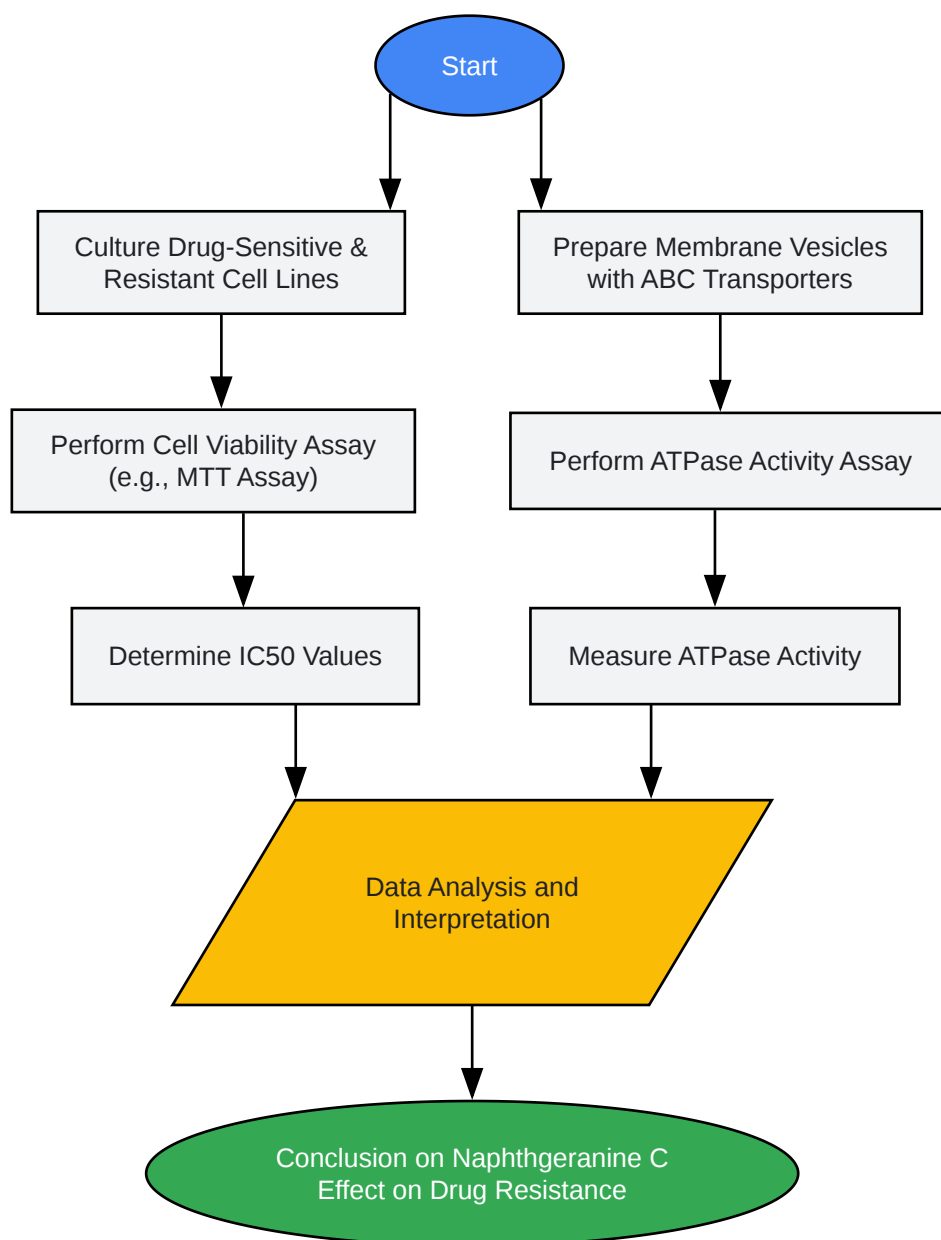 Start
Culture Drug-Sensitive &
Resistant Cell Lines
Prepare Membrane Vesicles
with ABC Transporters
Perform Cell Viability Assay
(e.g., MTT Assay)
Perform ATPase Activity Assay
Determine IC50 Values
Measure ATPase Activity
Data Analysis and
Interpretation
Conclusion on Naphthgeranine C
Effect on Drug Resistance